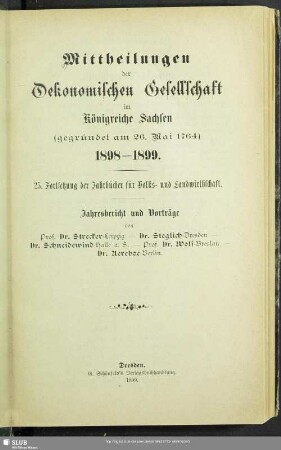 Mittheilungen
der
Oekonomischen Gesellschaft
im
Königreiche Sachsen
(gegründet am 26. Mai 1764)
1898—1899.
25. Fortsetzung der Jahrbücher für Volks- und Landwirthschaft.
Jahresbericht und Vorträge
von
Prof. Dr. Strecker-Leipzig — Dr. Steglich-Dresden —
Dr. Schneidewind-Halle a. S. — Prof. Dr. Wolf-Breslau —
Dr. Aereboe-Berlin.
Dresden.
G. Schönfeld's Verlagsbuchhandlung.
1899.
SLUB